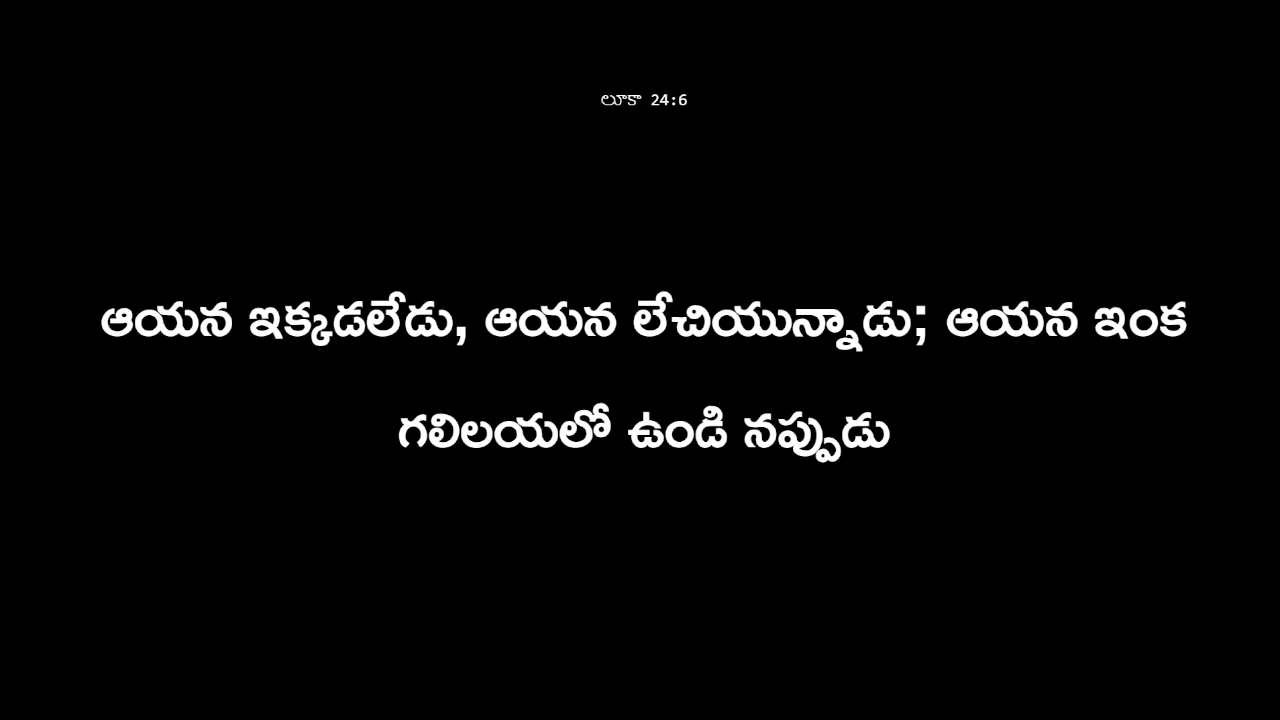 లూకా 24:6
ఆయన ఇక్కడలేడు, ఆయన లేచియున్నాడు; ఆయన ఇంక
గలిలయలో ఉండి నప్పుడు